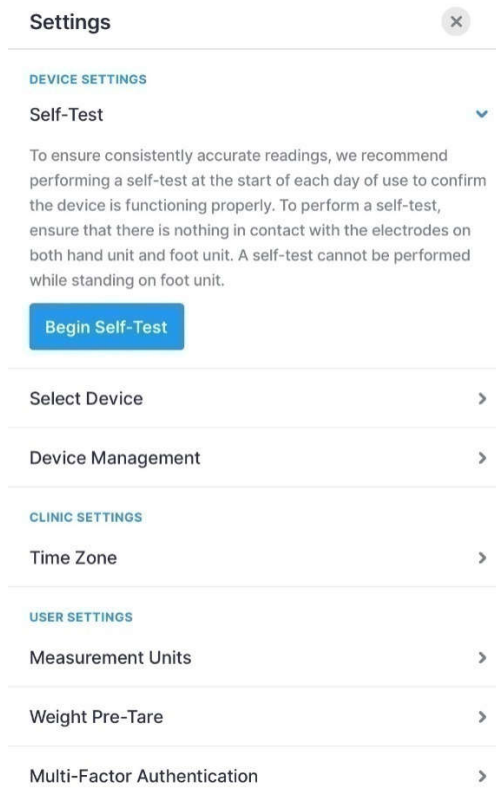 Settings
DEVICE SETTINGS
Self-Test
To ensure consistently accurate readings, we recommend
performing a self-test at the start of each day of use to confirm
the device is functioning properly. To perform a self-test,
ensure that there is nothing in contact with the electrodes on
both hand unit and foot unit. A self-test cannot be performed
while standing on foot unit.
Begin Self-Test
Select Device
Device Management
CLINIC SETTINGS
Time Zone
USER SETTINGS
Measurement Units
Weight Pre-Tare
Multi-Factor Authentication